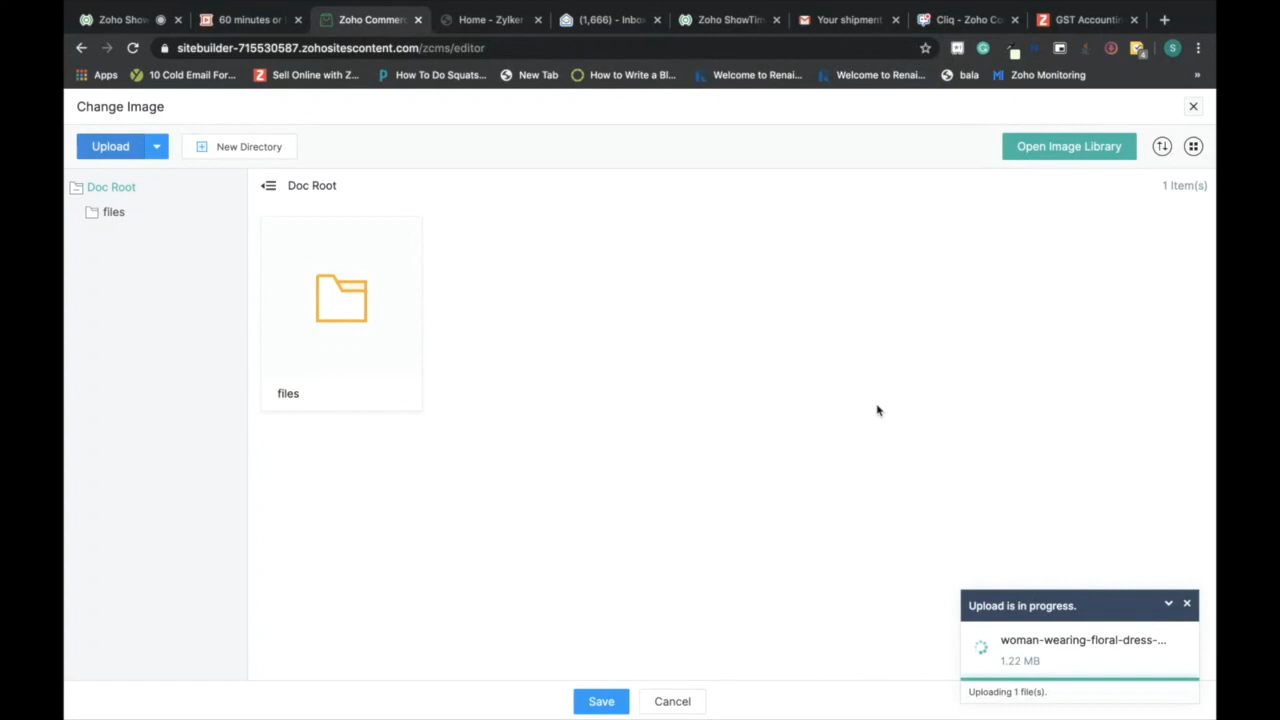 Zoho Show
60 minutes or
Zoho Commerc
Home - Zylker
(1,666) - Inbox
Zoho ShowTim
Your shipment
Cliq - Zoho Co
GST Accountin
sitebuilder-715530587.zohositescontent.com/zcms/editor
4
S
Apps
10 Cold Email For...
Sell Online with Z...
How To Do Squats...
New Tab
How to Write a Bl...
Welcome to Renai...
Welcome to Renai...
bala
Zoho Monitoring
»
Change Image
Upload
New Directory
Open Image Library
Doc Root
files
Doc Root
1 Item(s)
files
Upload is in progress.
woman-wearing-floral-dress-...
1.22 MB
Uploading 1 file(s).
Save
Cancel